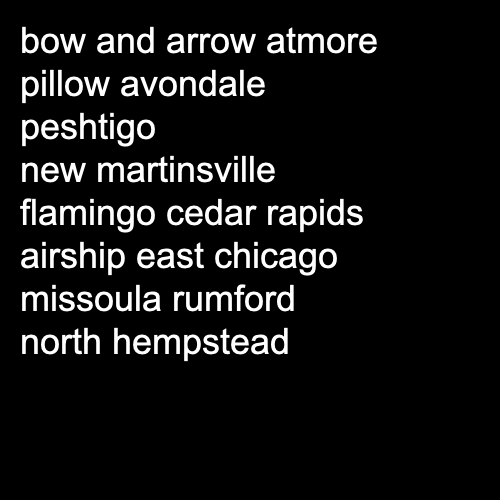 bow and arrow atmore
pillow avondale
peshtigo
new martinsville
flamingo cedar rapids
airship east chicago
missoula rumford
north hempstead